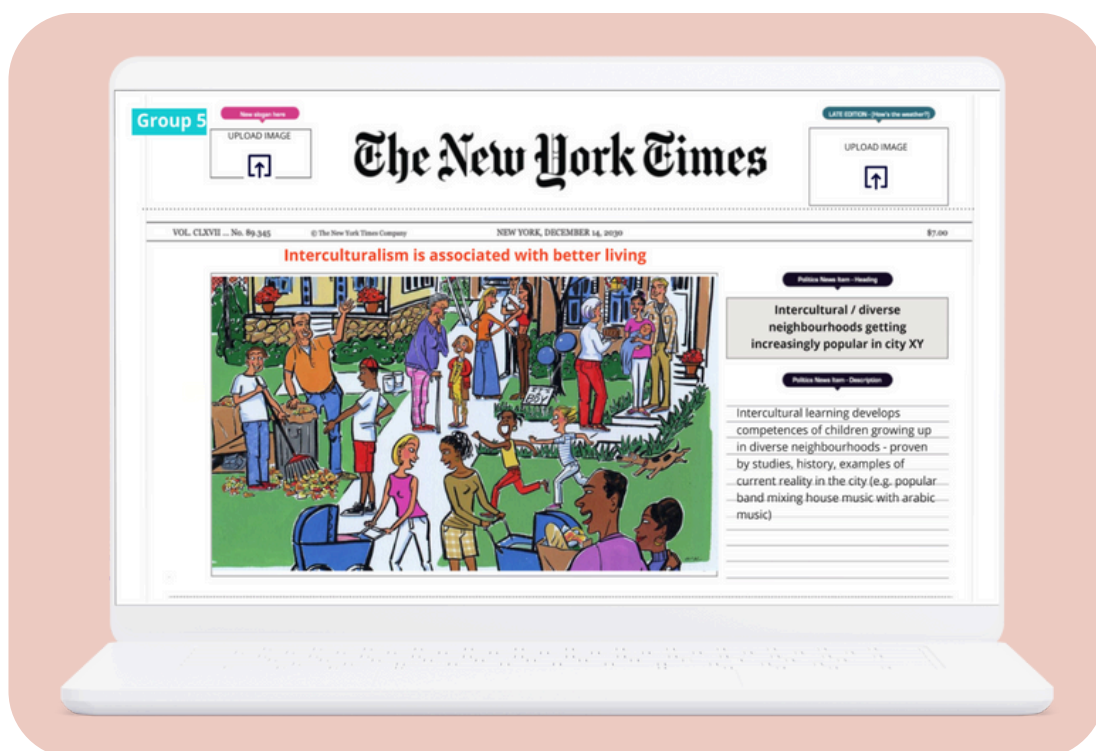 Group 5
New slogan here
UPLOAD IMAGE
The New York Times
LATE EDITION - [How's the weather?]
UPLOAD IMAGE
VOL. CLXVII ... No. 89.345
© The New York Times Company
NEW YORK, DECEMBER 14, 2030
$7.00
Interculturalism is associated with better living
IT'S A
BOY
Politics News Item - Heading
Intercultural / diverse
neighbourhoods getting
increasingly popular in city XY
Politics News Item - Description
Intercultural learning develops
competences of children growing up
in diverse neighbourhoods - proven
by studies, history, examples of
current reality in the city (e.g. popular
band mixing house music with arabic
music)